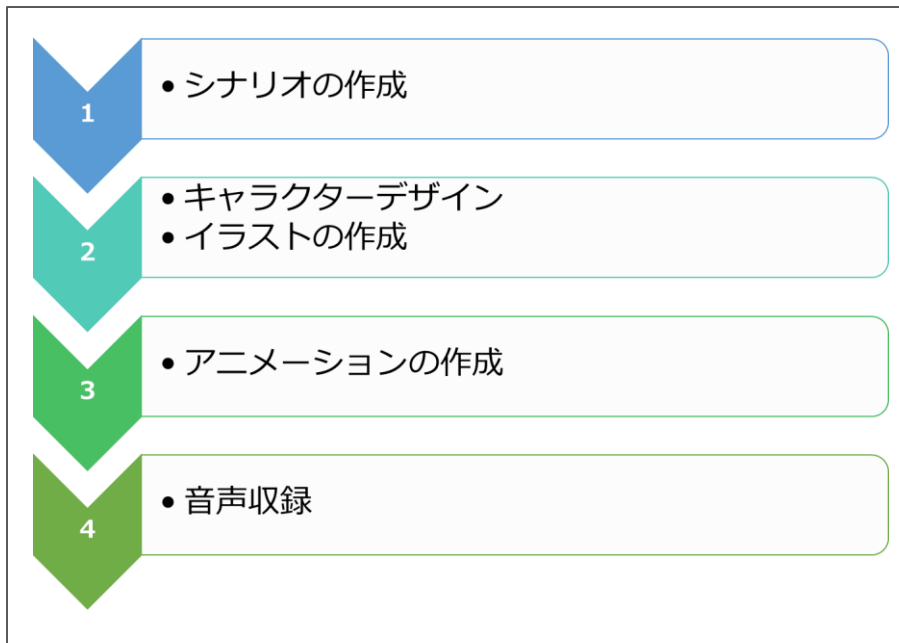 1
• シナリオの作成
2
• キャラクターデザイン
• イラストの作成
3
• アニメーションの作成
4
• 音声収録